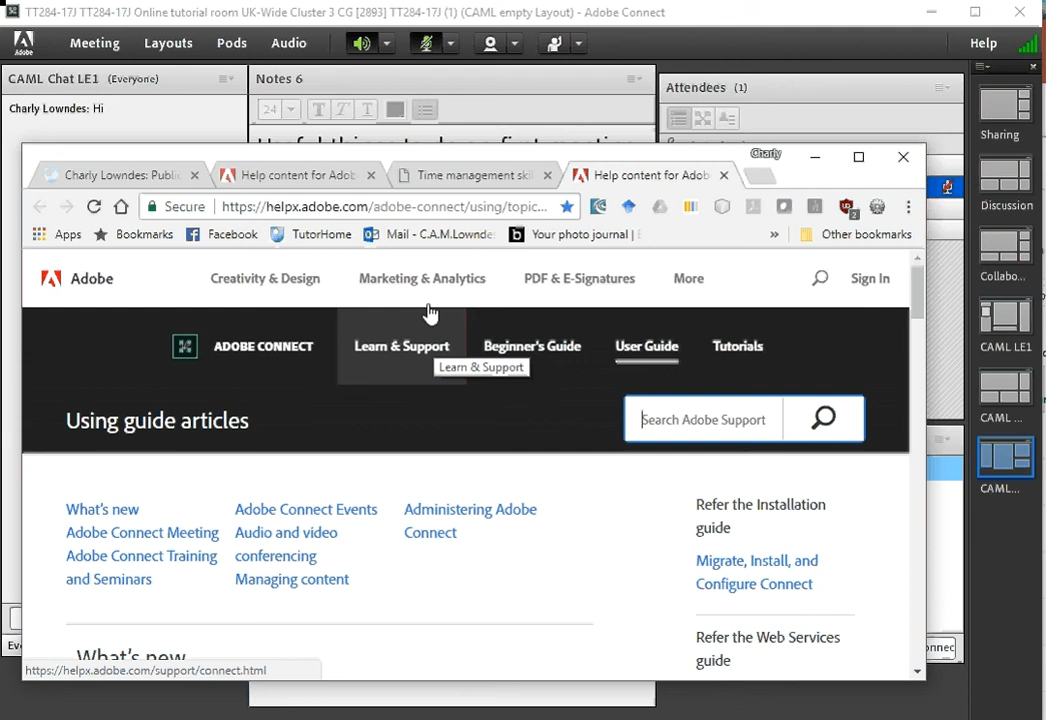 TT284-17J TT284-17J Online tutorial room UK-Wide Cluster 3 CG [2893] TT284-17J (1) (CAML empty Layout) - Adobe Connect
Adobe
Meeting Layouts Pods Audio Help
CAML Chat LE1 (Everyone)
Notes 6
Attendees (1)
Charly Lowndes: Hi
24 T T T
Sharing
Discussion
Collabo...
CAML LE1
CAML ...
CAML...
Charly
Charly Lowndes: Public
Help content for Adob
Time management skil
Help content for Adob
Secure https://helpx.adobe.com/adobe-connect/using/topic...
2
Apps Bookmarks Facebook TutorHome Mail - C.A.M.Lownde: Your photo journal | » Other bookmarks
Adobe Creativity & Design Marketing & Analytics PDF & E-Signatures More Sign In
ADOBE CONNECT Learn & Support Beginner's Guide User Guide Tutorials
Learn & Support
Using guide articles
Search Adobe Support
What's new
Adobe Connect Meeting
Adobe Connect Training
and Seminars
Adobe Connect Events
Audio and video
conferencing
Managing content
Administering Adobe
Connect
Refer the Installation
guide
Migrate, Install, and
Configure Connect
Refer the Web Services
guide
What's new
https://helpx.adobe.com/support/connect.html